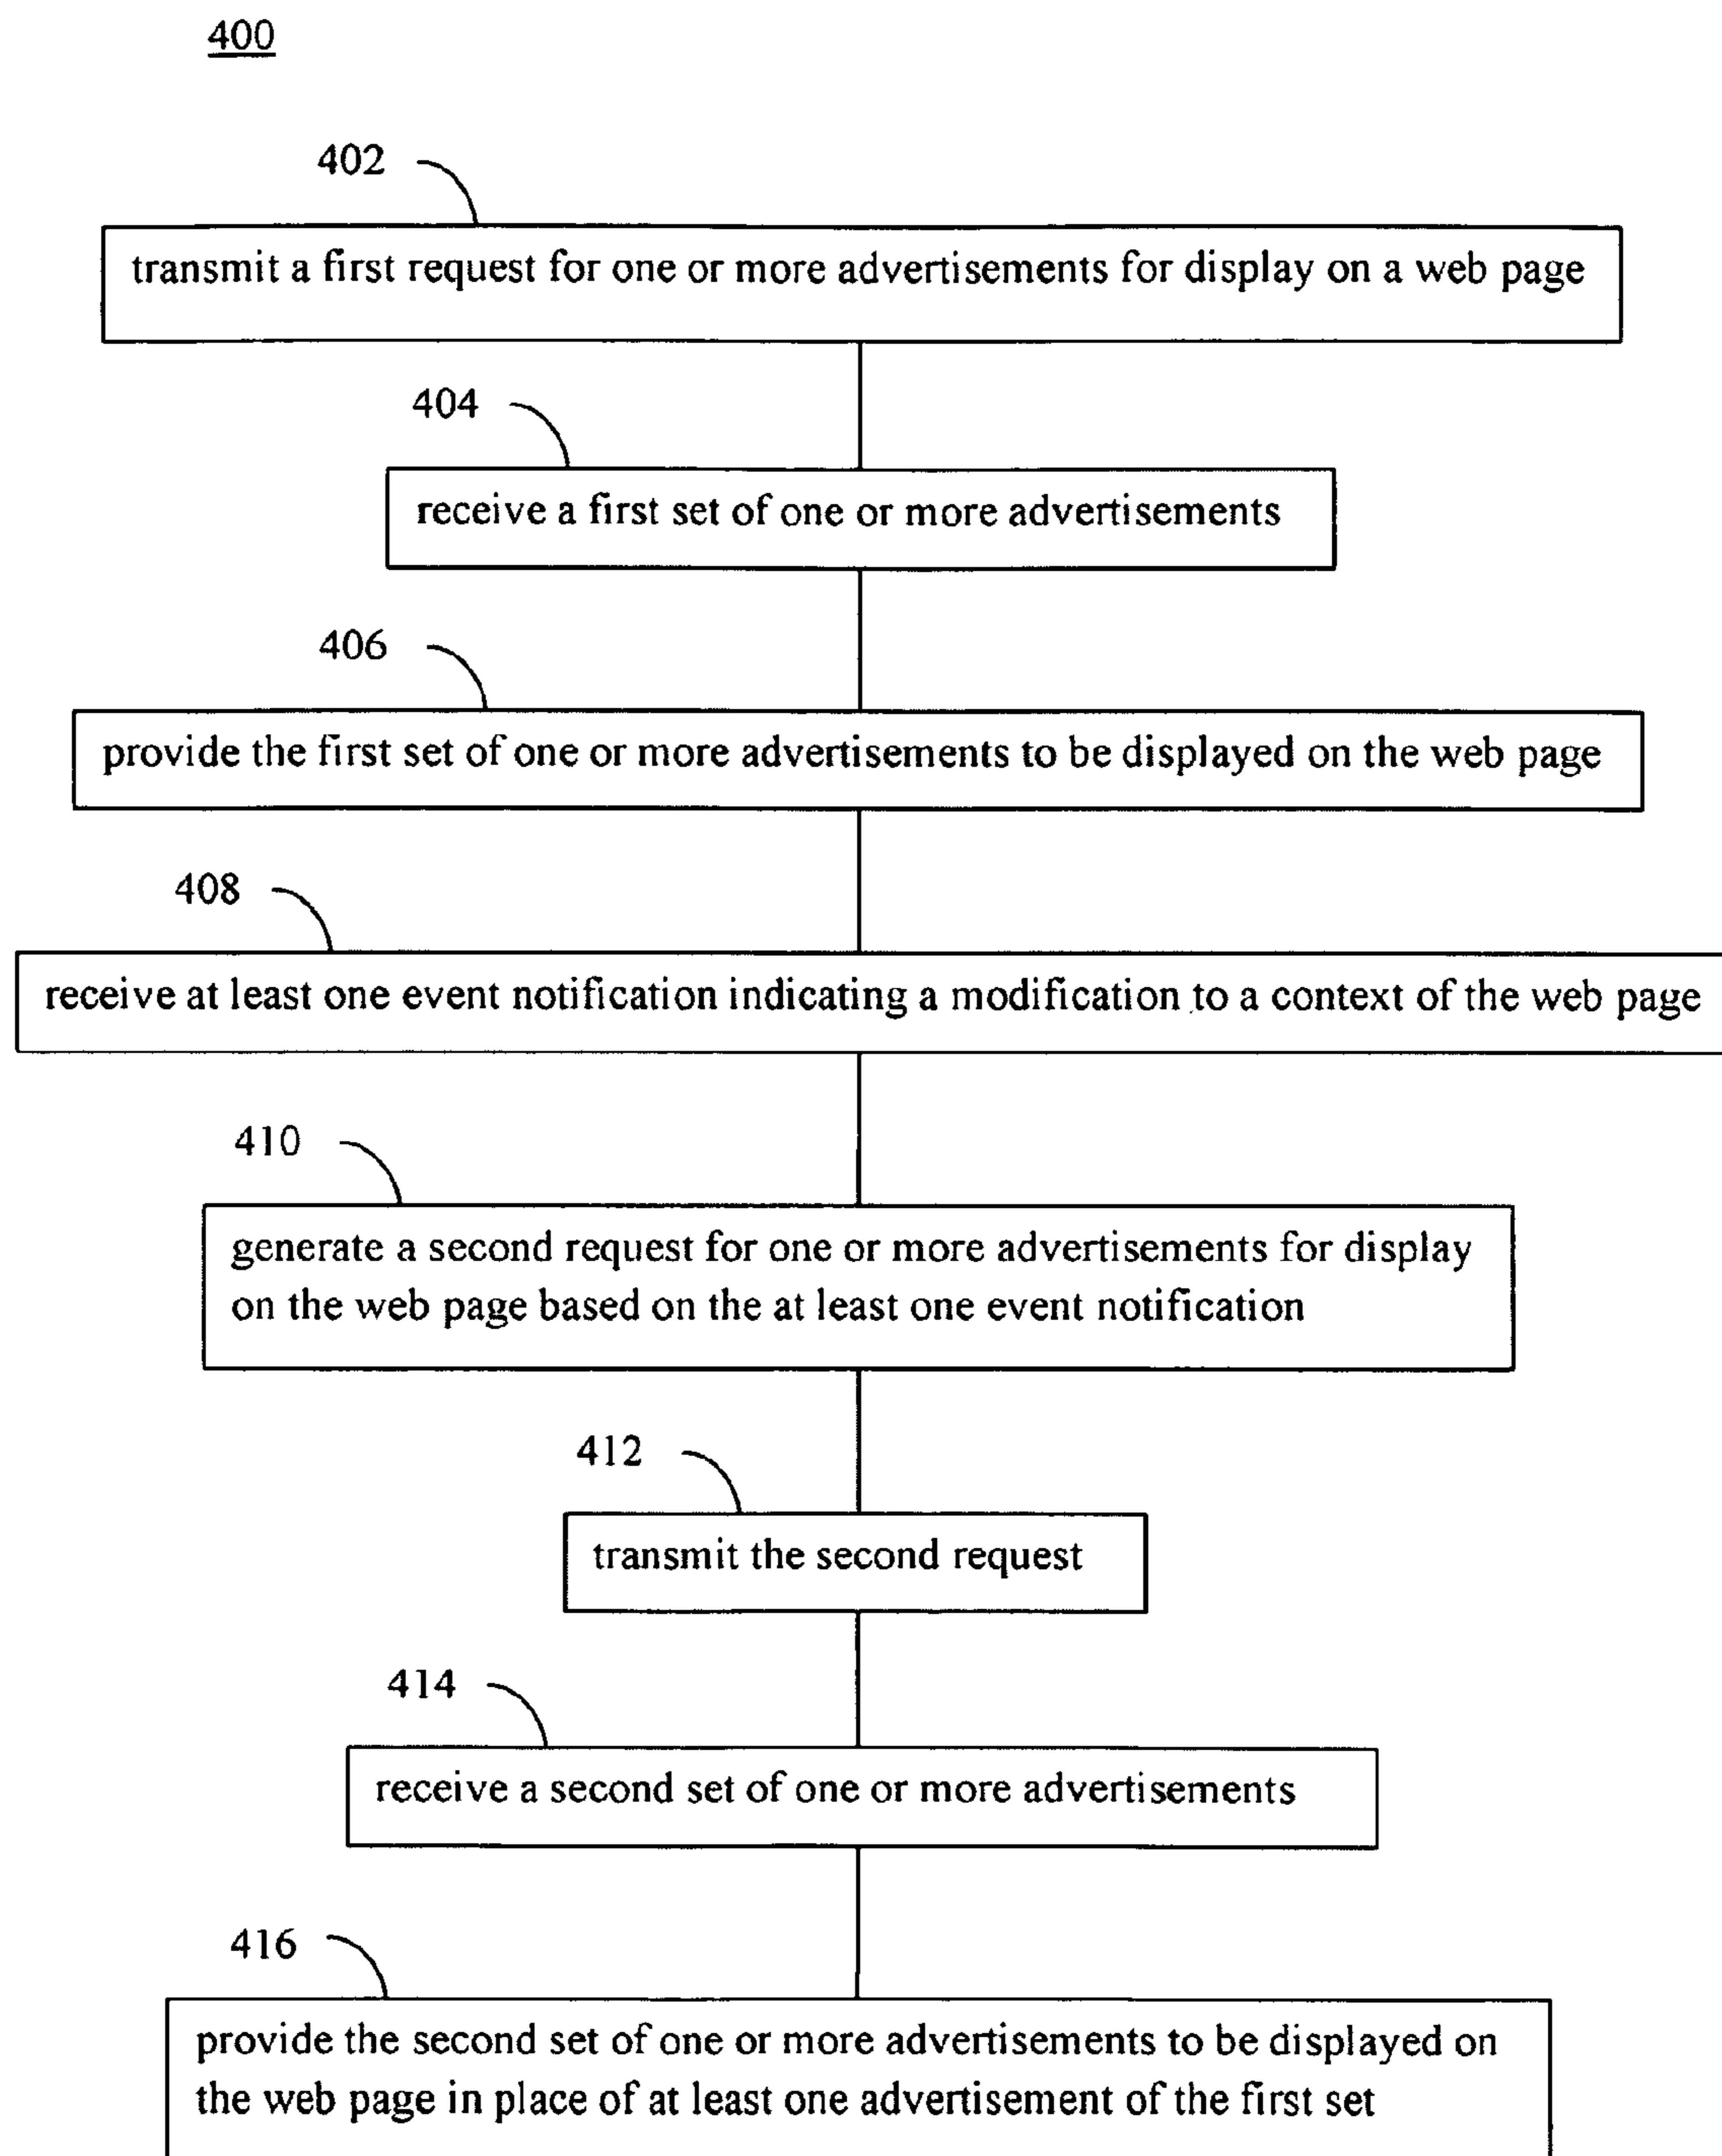 400
402
transmit a first request for one or more advertisements for display on a web page
404
receive a first set of one or more advertisements
406
provide the first set of one or more advertisements to be displayed on the web page
408
receive at least one event notification indicating a modification to a context of the web page
410
generate a second request for one or more advertisements for display
on the web page based on the at least one event notification
412
transmit the second request
414
receive a second set of one or more advertisements
416
provide the second set of one or more advertisements to be displayed on
the web page in place of at least one advertisement of the first set